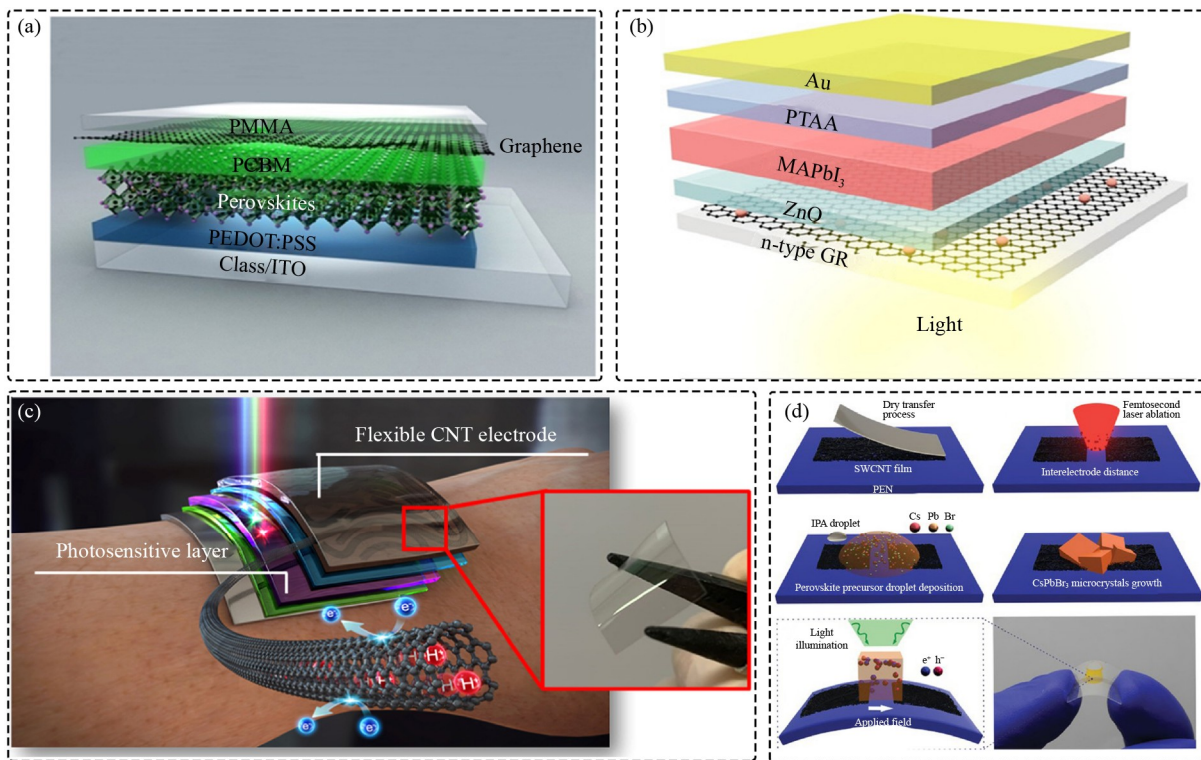 (a)
PMMA
Graphene
PCBM
Perovskites
PEDOT:PSS
Class/ITO
(b)
Au
PTAA
MAPbI₃
ZnO
n-type GR
Light
(c)
Flexible CNT electrode
Photosensitive layer
e⁻
e⁻
H⁺
H⁺
H⁺
e⁻
e⁻
(d)
Dry transfer
process
SWCNT film
PEN
Femtosecond
laser ablation
Interelectrode distance
IPA droplet
Cs Pb Br
Perovskite precursor droplet deposition
CsPbBr₃ microcrystals growth
Light
illumination
e⁺ h⁻
Applied field